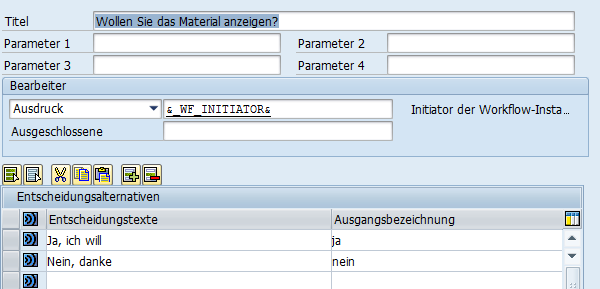 Titel Wollen Sie das Material anzeigen?
Parameter 1 Parameter 2
Parameter 3 Parameter 4
Bearbeiter
Ausdruck &_WF_INITIATOR& Initiator der Workflow-Insta...
Ausgeschlossene
Entscheidungsalternativen
Entscheidungstexte Ausgangsbezeichnung
Ja, ich will ja
Nein, danke nein